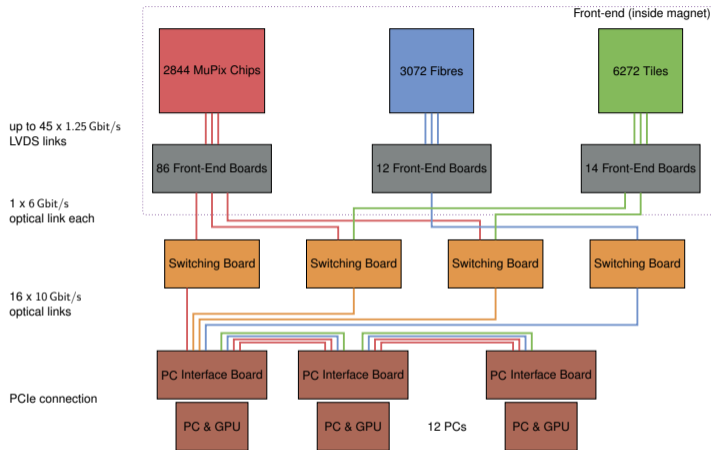 Front-end (inside magnet)
2844 MuPix Chips
3072 Fibres
6272 Tiles
up to 45 x 1.25 Gbit/s
LVDS links
86 Front-End Boards
12 Front-End Boards
14 Front-End Boards
1 x 6 Gbit/s
optical link each
Switching Board
Switching Board
Switching Board
Switching Board
16 x 10 Gbit/s
optical links
PC Interface Board
PC Interface Board
PC Interface Board
PCIe connection
PC & GPU
PC & GPU
12 PCs
PC & GPU